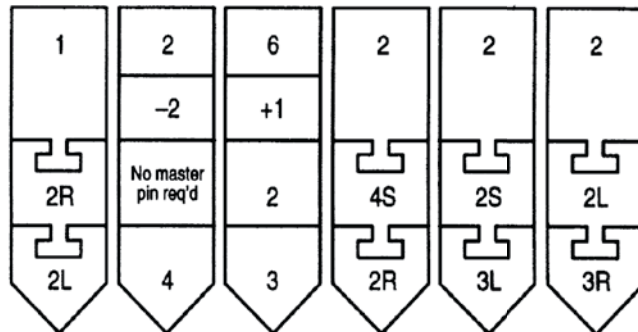 1 2 6 2 2 2
–2 +1
2R No master pin req'd 2 4S 2S 2L
2L 4 3 2R 3L 3R